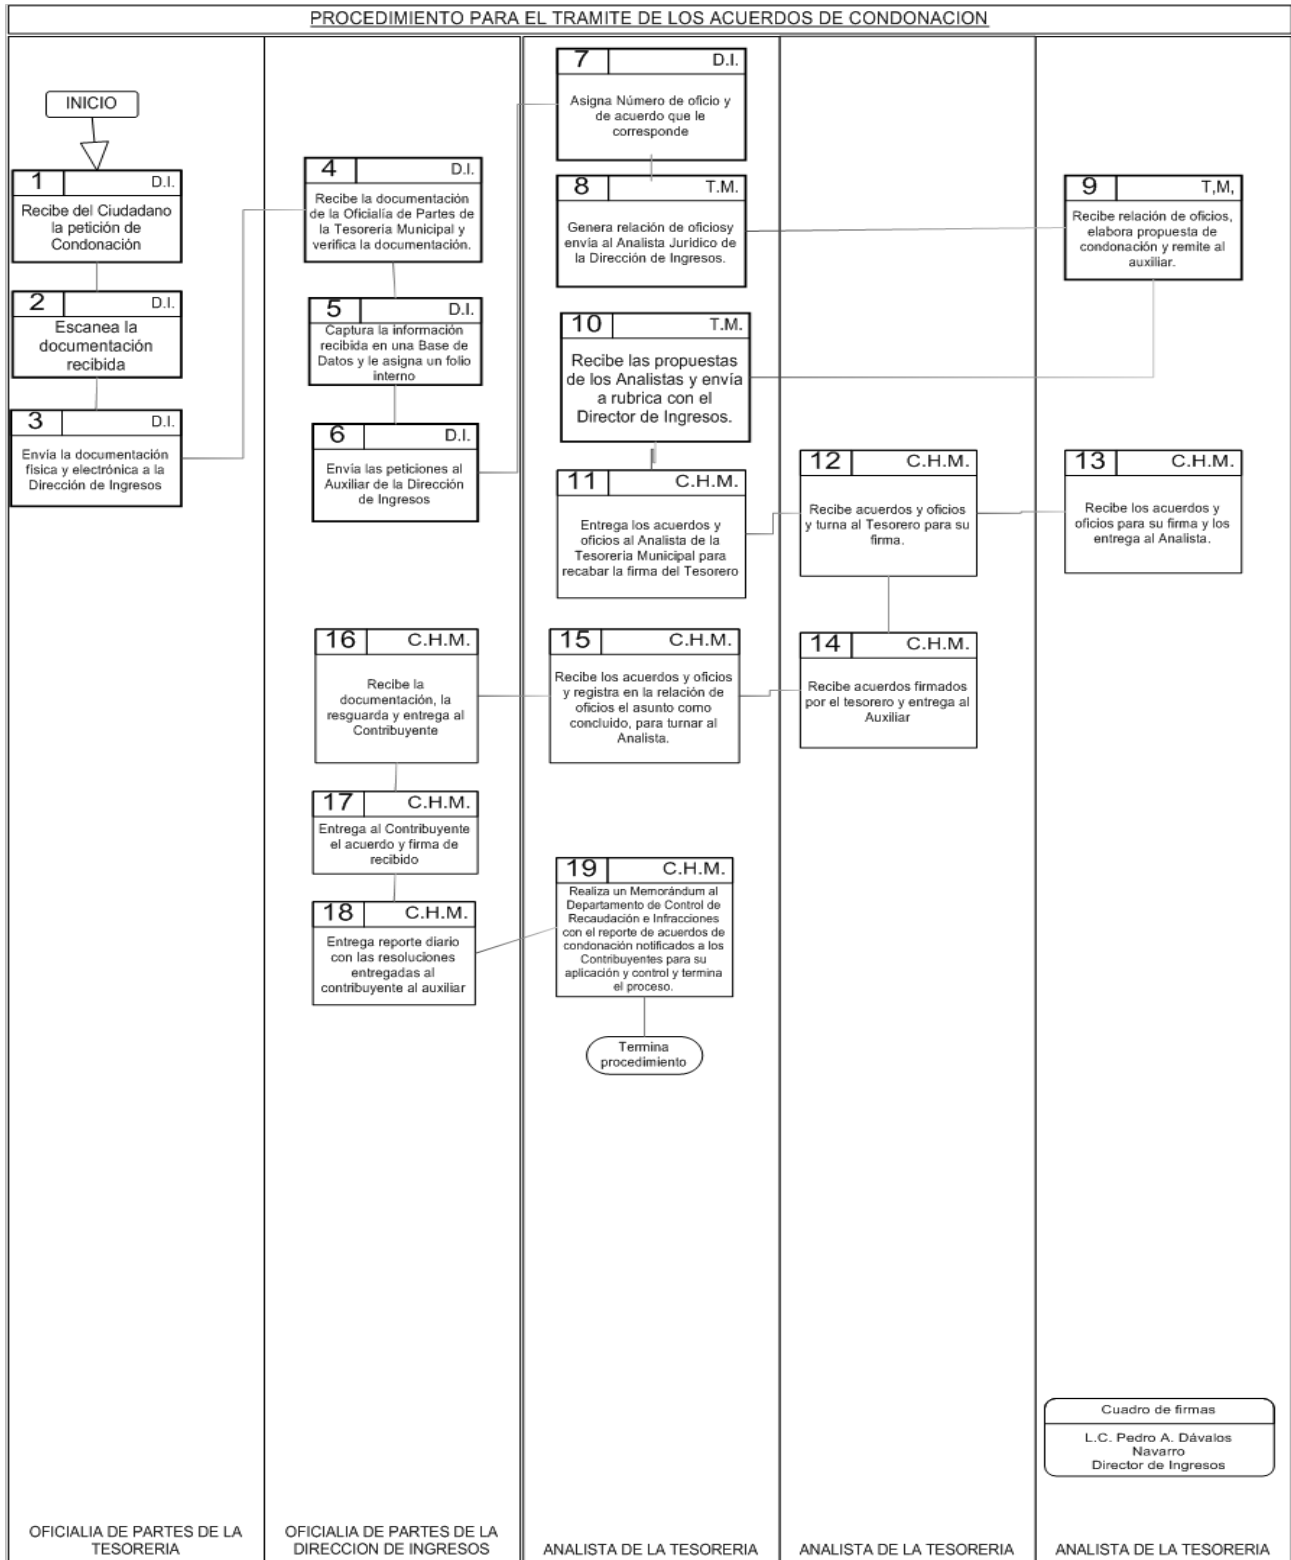 PROCEDIMIENTO PARA EL TRAMITE DE LOS ACUERDOS DE CONDONACION
INICIO
1 D.I.
Recibe del Ciudadano
la petición de
Condonación
2 D.I.
Escanea la
documentación
recibida
3 D.I.
Envía la documentación
fisica y electrónica a la
Dirección de Ingresos
4 D.I.
Recibe la documentación
de la Oficialía de Partes de
la Tesorería Municipal y
verifica la documentación.
5 D.I.
Captura la información
recibida en una Base de
Datos y le asigna un folio
interno
6 D.I.
Envía las peticiones al
Auxiliar de la Dirección
de Ingresos
7 D.I.
Asigna Número de oficio y
de acuerdo que le
corresponde
8 T.M.
Genera relación de oficiosy
envía al Analista Jurídico de
la Dirección de Ingresos.
9 T,M,
Recibe relación de oficios,
elabora propuesta de
condonación y remite al
auxiliar.
10 T.M.
Recibe las propuestas
de los Analistas y envía
a rubrica con el
Director de Ingresos.
11 C.H.M.
Entrega los acuerdos y
oficios al Analista de la
Tesorería Municipal para
recabar la firma del Tesorero
12 C.H.M.
Recibe acuerdos y oficios
y turna al Tesorero para su
firma.
13 C.H.M.
Recibe los acuerdos y
oficios para su firma y los
entrega al Analista.
14 C.H.M.
Recibe acuerdos firmados
por el tesorero y entrega al
Auxiliar
15 C.H.M.
Recibe los acuerdos y oficios
y registra en la relación de
oficios el asunto como
concluido, para turnar al
Analista.
16 C.H.M.
Recibe la
documentación, la
resguarda y entrega al
Contribuyente
17 C.H.M.
Entrega al Contribuyente
el acuerdo y firma de
recibido
18 C.H.M.
Entrega reporte diario
con las resoluciones
entregadas al
contribuyente al auxiliar
19 C.H.M.
Realiza un Memorándum al
Departamento de Control de
Recaudación e Infracciones
con el reporte de acuerdos de
condonación notificados a los
Contribuyentes para su
aplicación y control y termina
el proceso.
Termina
procedimiento
Cuadro de firmas
L.C. Pedro A. Dávalos
Navarro
Director de Ingresos
OFICIALIA DE PARTES DE LA
TESORERIA
OFICIALIA DE PARTES DE LA
DIRECCION DE INGRESOS
ANALISTA DE LA TESORERIA
ANALISTA DE LA TESORERIA
ANALISTA DE LA TESORERIA